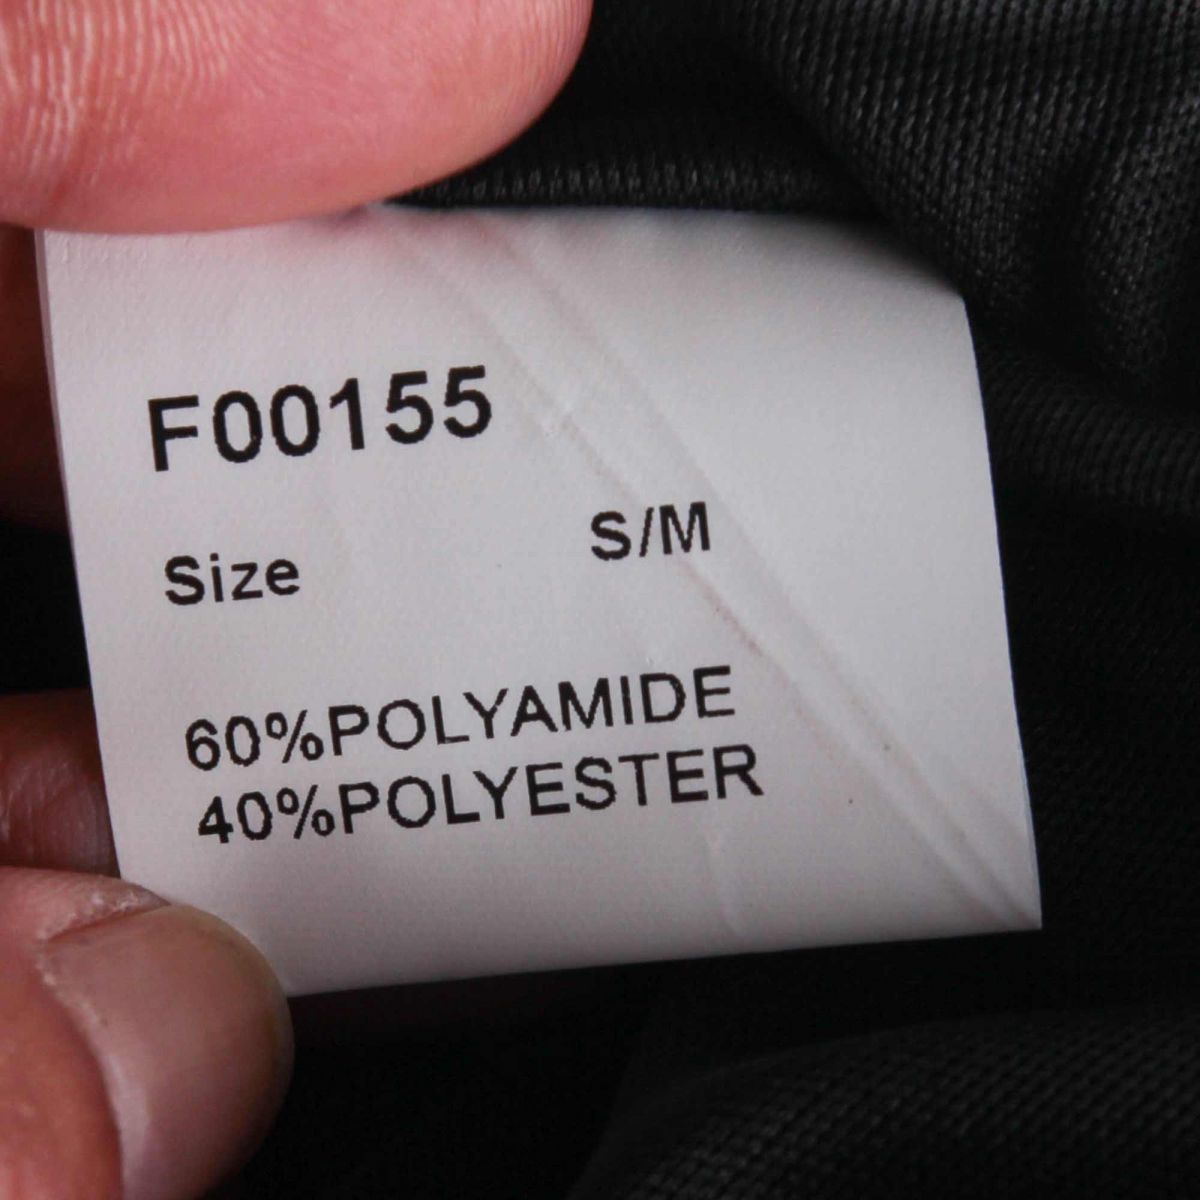 F00155
Size S/M
60%POLYAMIDE
40%POLYESTER